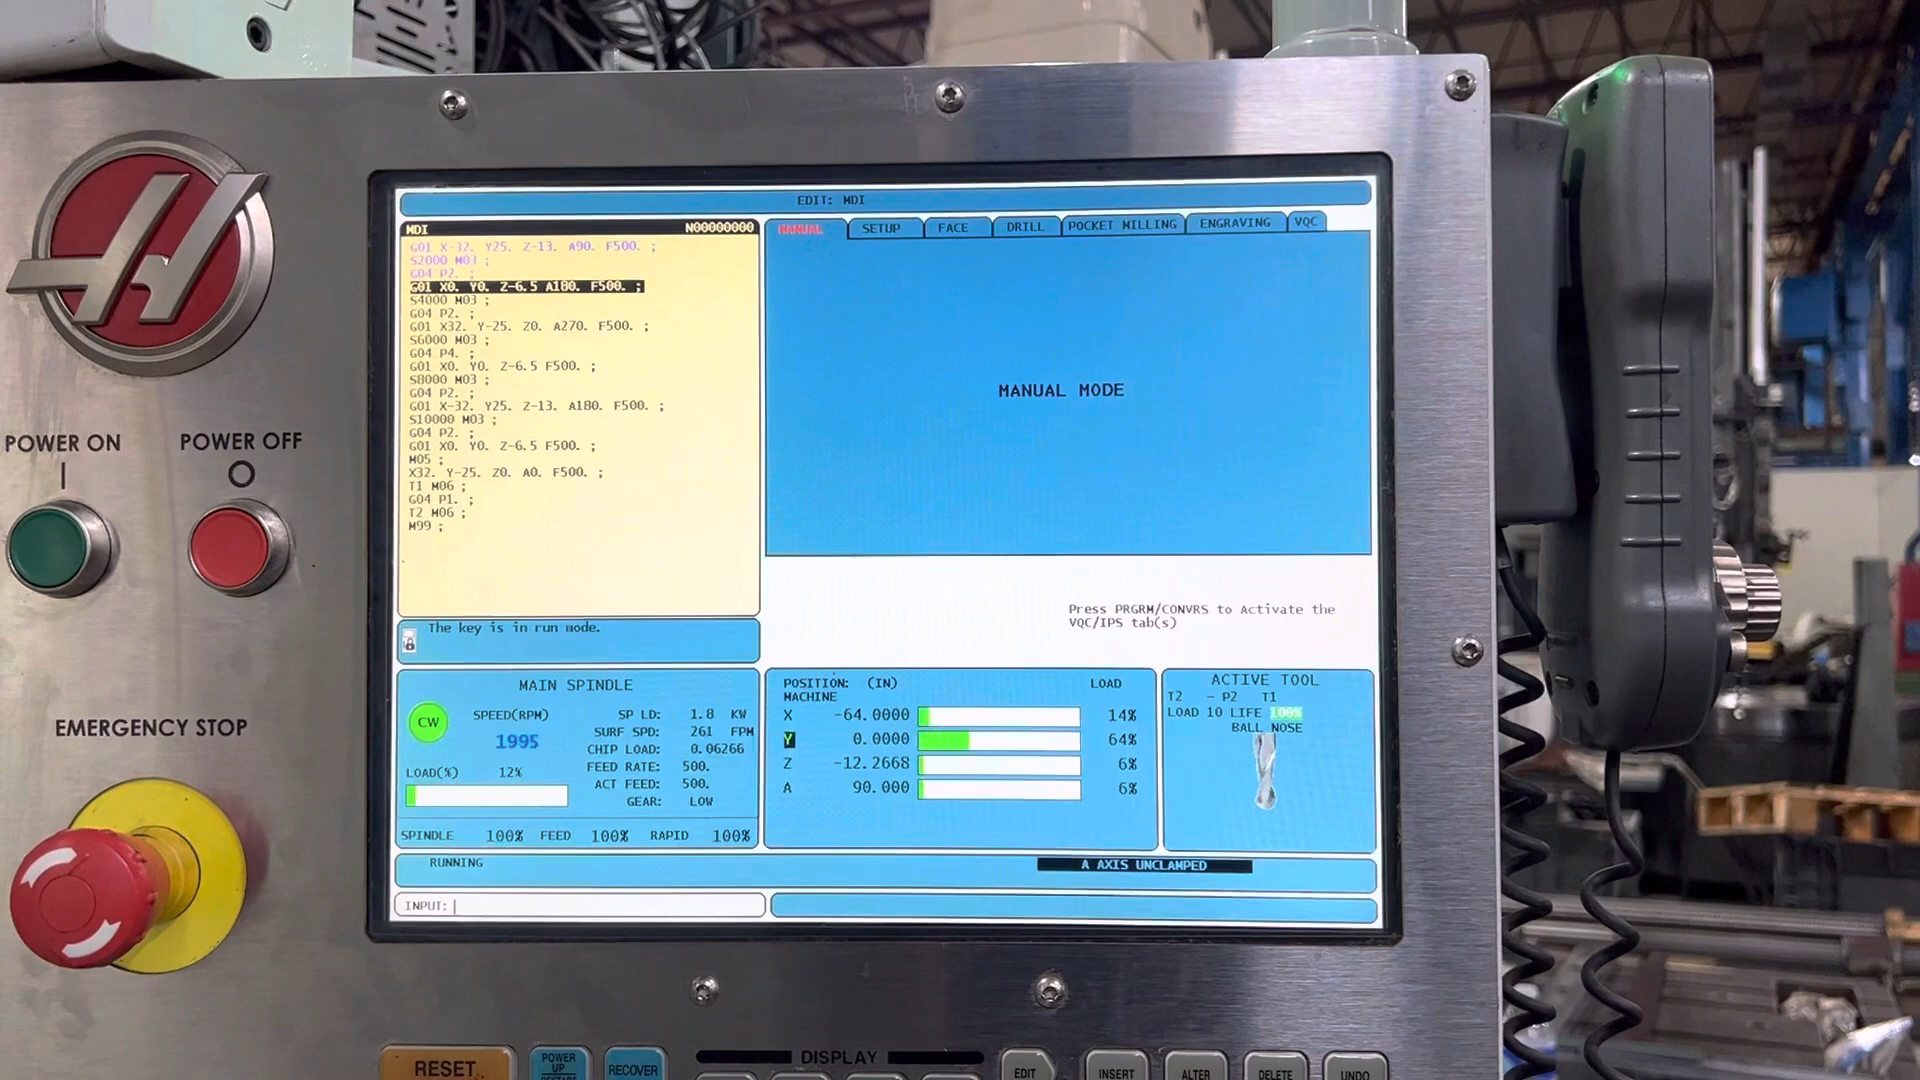 EDIT: MDI
MDI N00000000
G01 X-32. Y25. Z-13. A90. F500. ;
S2000 M03 ;
G04 P2. ;
G01 X0. Y0. Z-6.5 A180. F500. ;
S4000 M03 ;
G04 P2. ;
G01 X32. Y-25. Z0. A270. F500. ;
S6000 M03 ;
G04 P4. ;
G01 X0. Y0. Z-6.5 F500. ;
S8000 M03 ;
G04 P2. ;
G01 X-32. Y25. Z-13. A180. F500. ;
S10000 M03 ;
G04 P2. ;
G01 X0. Y0. Z-6.5 F500. ;
M05 ;
X32. Y-25. Z0. A0. F500. ;
T1 M06 ;
G04 P1. ;
T2 M06 ;
M99 ;
MANUAL SETUP FACE DRILL POCKET MILLING ENGRAVING VQC
MANUAL MODE
Press PRGRM/CONVRS to Activate the
VQC/IPS tab(s)
The key is in run mode.
MAIN SPINDLE
CW
SPEED(RPM)
1995
LOAD(%) 12%
SP LD: 1.8 KW
SURF SPD: 261 FPM
CHIP LOAD: 0.06266
FEED RATE: 500.
ACT FEED: 500.
GEAR: LOW
SPINDLE 100% FEED 100% RAPID 100%
POSITION: (IN) LOAD
MACHINE
X -64.0000 14%
Y 0.0000 64%
Z -12.2668 6%
A 90.000 6%
ACTIVE TOOL
T2 - P2 T1
LOAD 10 LIFE 100%
BALL NOSE
RUNNING
A AXIS UNCLAMPED
INPUT:
POWER ON
I
POWER OFF
O
EMERGENCY STOP
RESET
POWER
UP
RESTART
RECOVER
DISPLAY
EDIT
INSERT
ALTER
DELETE
UNDO